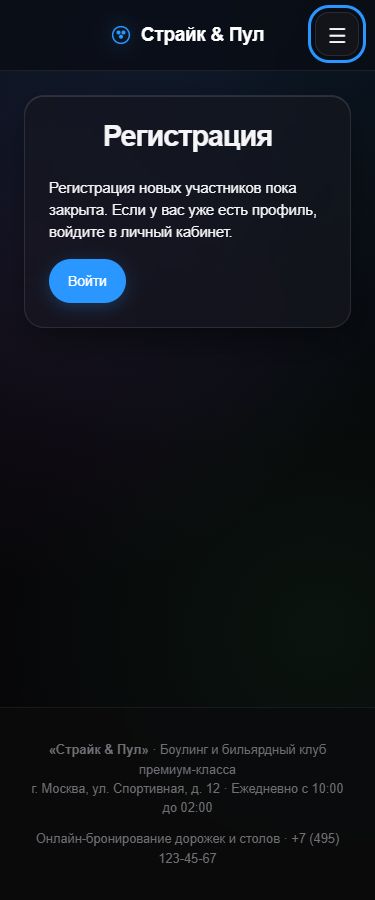 Страйк & Пул
Регистрация
Регистрация новых участников пока
закрыта. Если у вас уже есть профиль,
войдите в личный кабинет.
Войти
«Страйк & Пул» · Боулинг и бильярдный клуб
премиум-класса
г. Москва, ул. Спортивная, д. 12 · Ежедневно с 10:00
до 02:00
Онлайн-бронирование дорожек и столов · +7 (495)
123-45-67